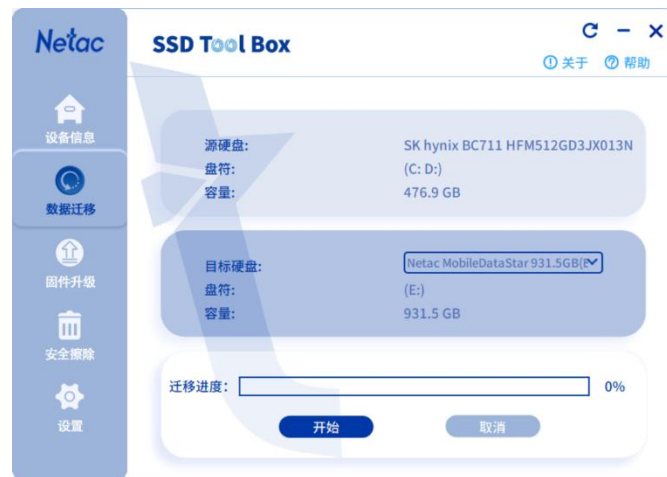 Netac
SSD Tool Box
关于
帮助
设备信息
数据迁移
固件升级
安全擦除
设置
源硬盘: SK hynix BC711 HFM512GD3JX013N
盘符: (C: D:)
容量: 476.9 GB
目标硬盘: Netac MobileDataStar 931.5GB(E
盘符: (E:)
容量: 931.5 GB
迁移进度: 0%
开始
取消